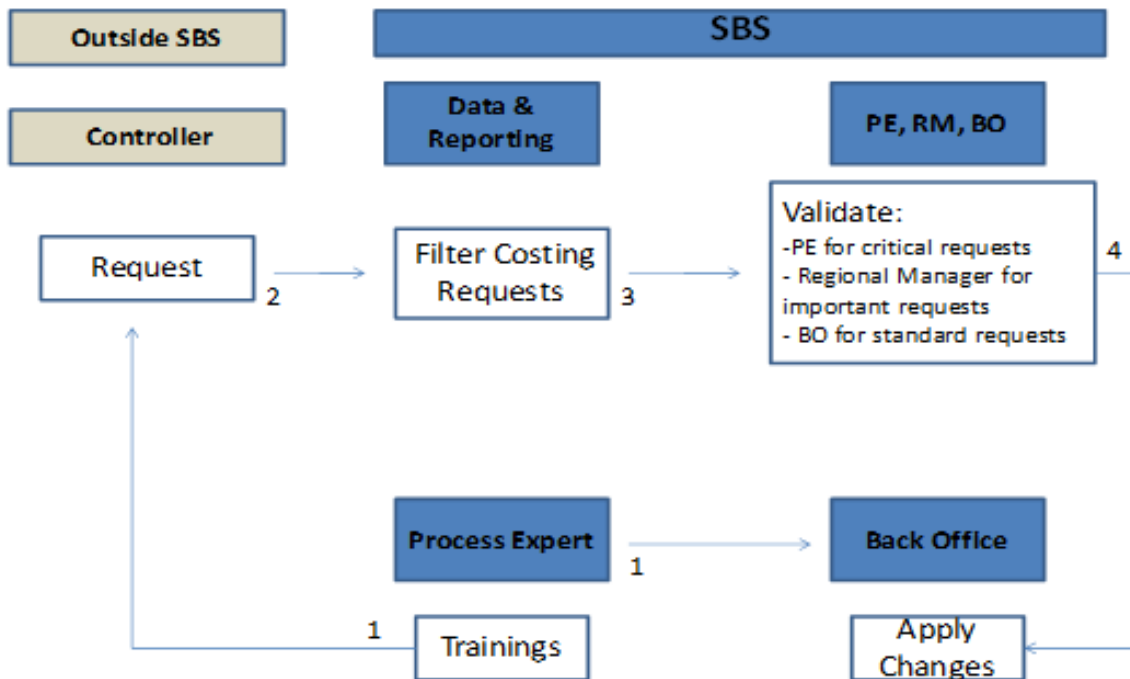 Outside SBS
SBS
Controller
Data &
Reporting
PE, RM, BO
Request
2
Filter Costing
Requests
3
Validate:
-PE for critical requests
- Regional Manager for
important requests
- BO for standard requests
4
Process Expert
1
Back Office
1
Trainings
Apply
Changes